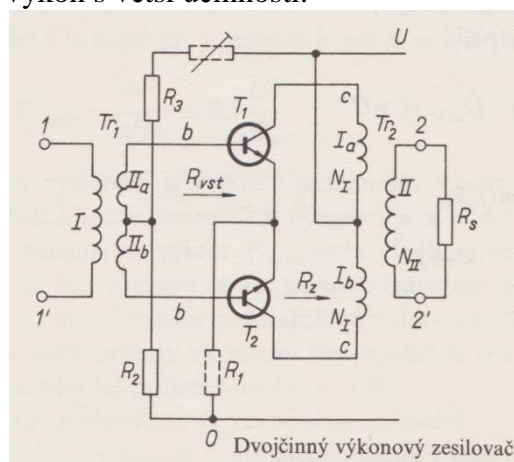 výkon s větší účinností.
U
R3
T1
c
Tr1
b
Ia
Tr2
1
IIa
Rvst
NI
2
I
II
Rs
IIb
Ib
NII
Rz
1'
b
NI
2'
T2
c
R2
R1
0
Dvojčinný výkonový zesilovač